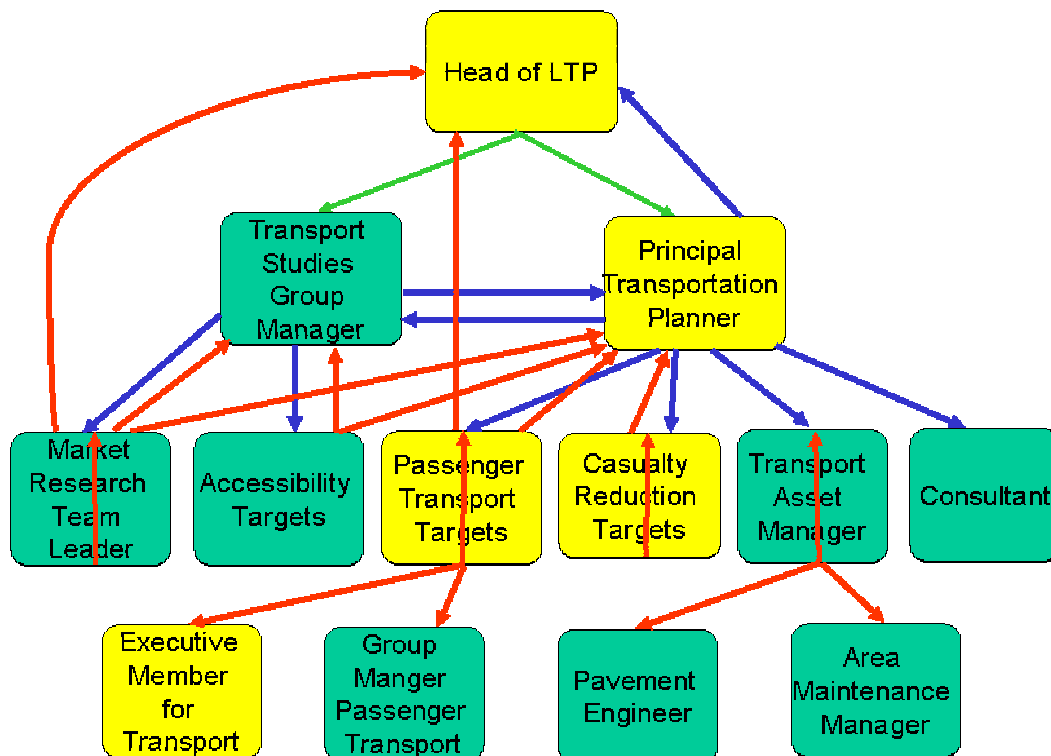 Head of LTP
Transport
Studies
Group
Manager
Principal
Transportation
Planner
Market
Research
Team
Leader
Accessibility
Targets
Passenger
Transport
Targets
Casualty
Reduction
Targets
Transport
Asset
Manager
Consultant
Executive
Member
for
Transport
Group
Manger
Passenger
Transport
Pavement
Engineer
Area
Maintenance
Manager